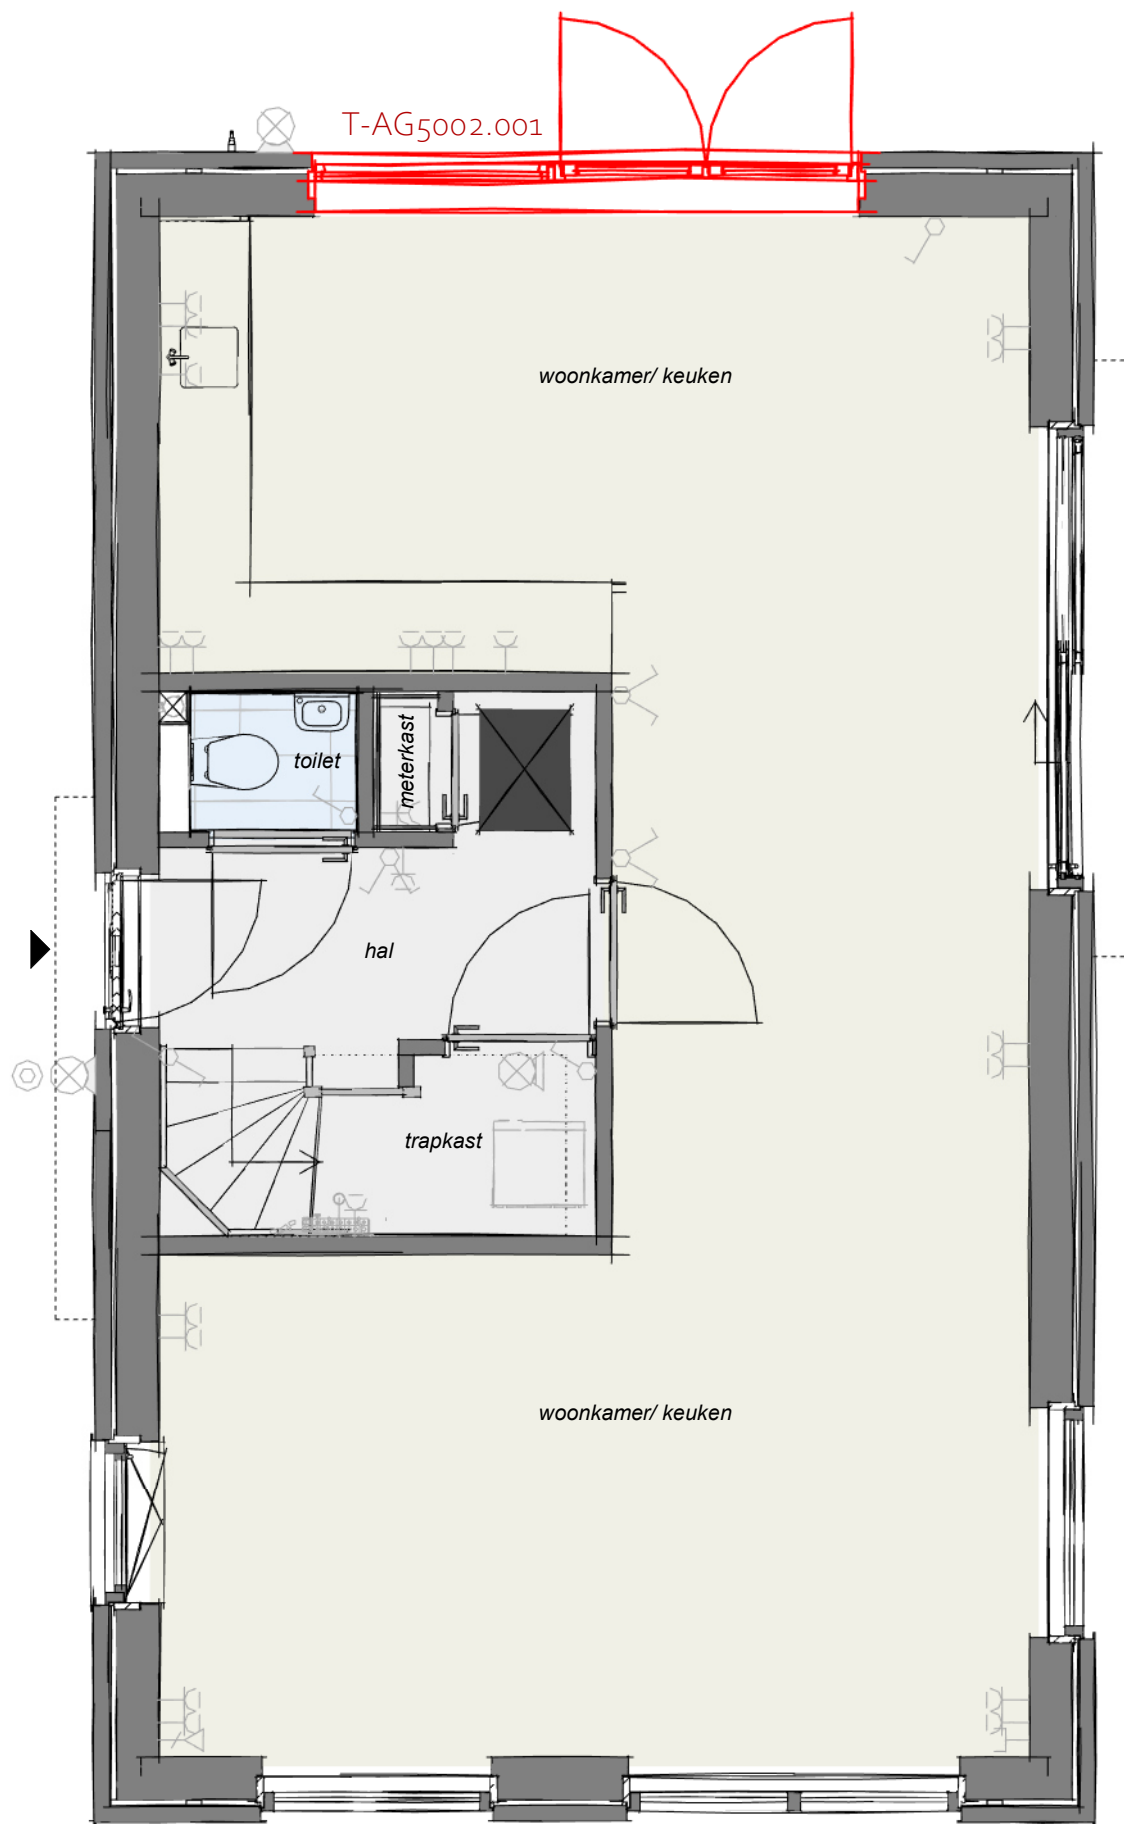 T-AG5002.001
woonkamer/ keuken
toilet
meterkast
hal
trapkast
woonkamer/ keuken